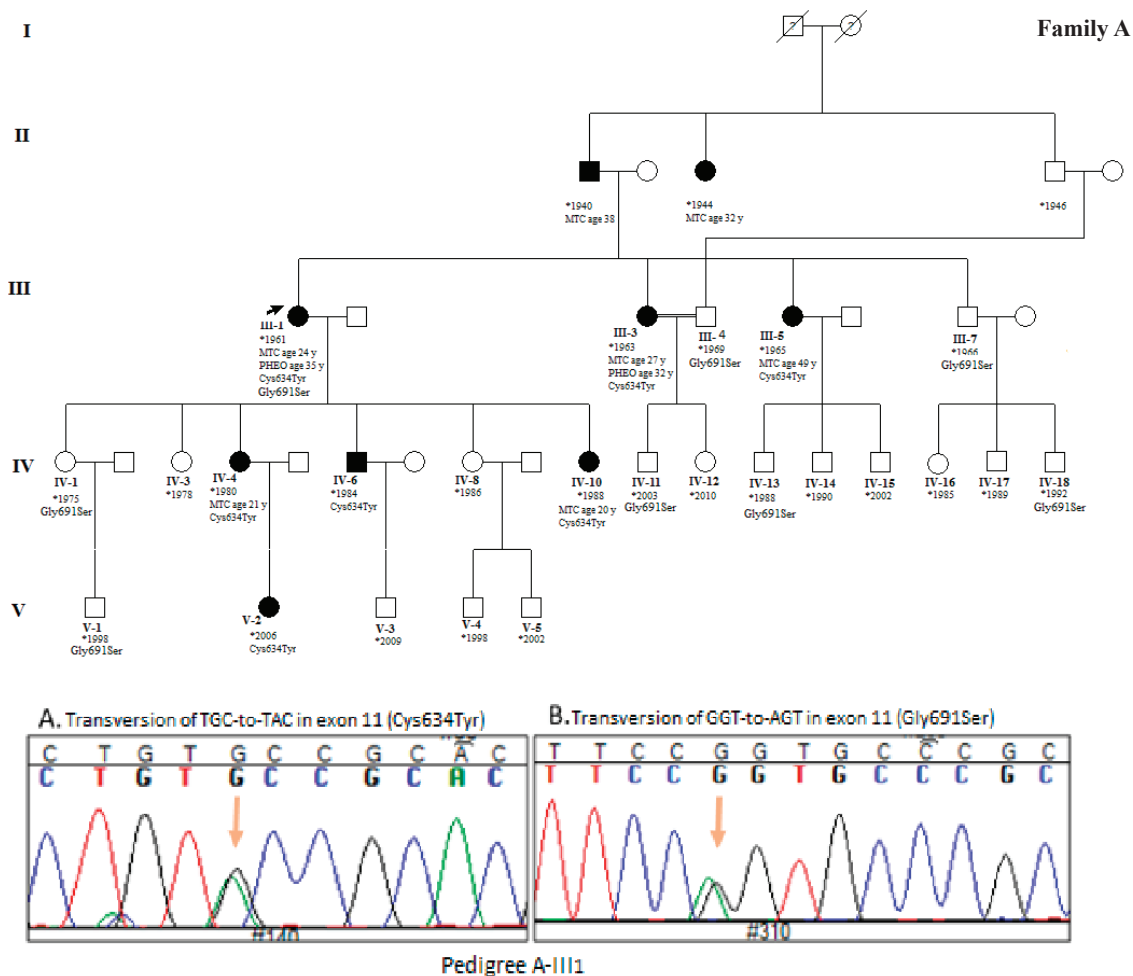 Family A
I
? ?
II
*1940
MTC age 38
*1944
MTC age 32 y
*1946
III
III-1
*1961
MTC age 24 y
PHEO age 35 y
Cys634Tyr
Gly691Ser
III-3
*1963
MTC age 27 y
PHEO age 32 y
Cys634Tyr
III- 4
*1969
Gly691Ser
III-5
*1965
MTC age 49 y
Cys634Tyr
III-7
*1966
Gly691Ser
IV
IV-1
*1975
Gly691Ser
IV-3
*1978
IV-4
*1980
MTC age 21 y
Cys634Tyr
IV-6
*1984
Cys634Tyr
IV-8
*1986
IV-10
*1988
MTC age 20 y
Cys634Tyr
IV-11
*2003
Gly691Ser
IV-12
*2010
IV-13
*1988
Gly691Ser
IV-14
*1990
IV-15
*2002
IV-16
*1985
IV-17
*1989
IV-18
*1992
Gly691Ser
V
V-1
*1998
Gly691Ser
V-2
*2006
Cys634Tyr
V-3
*2009
V-4
*1998
V-5
*2002
A. Transversion of TGC-to-TAC in exon 11 (Cys634Tyr)
C T G T G C C G C A C
C T G T G C C G C A C
#140
B. Transversion of GGT-to-AGT in exon 11 (Gly691Ser)
T T C C G G T G C C C G C
T T C C G G T G C C C G C
#310
Pedigree A-III1